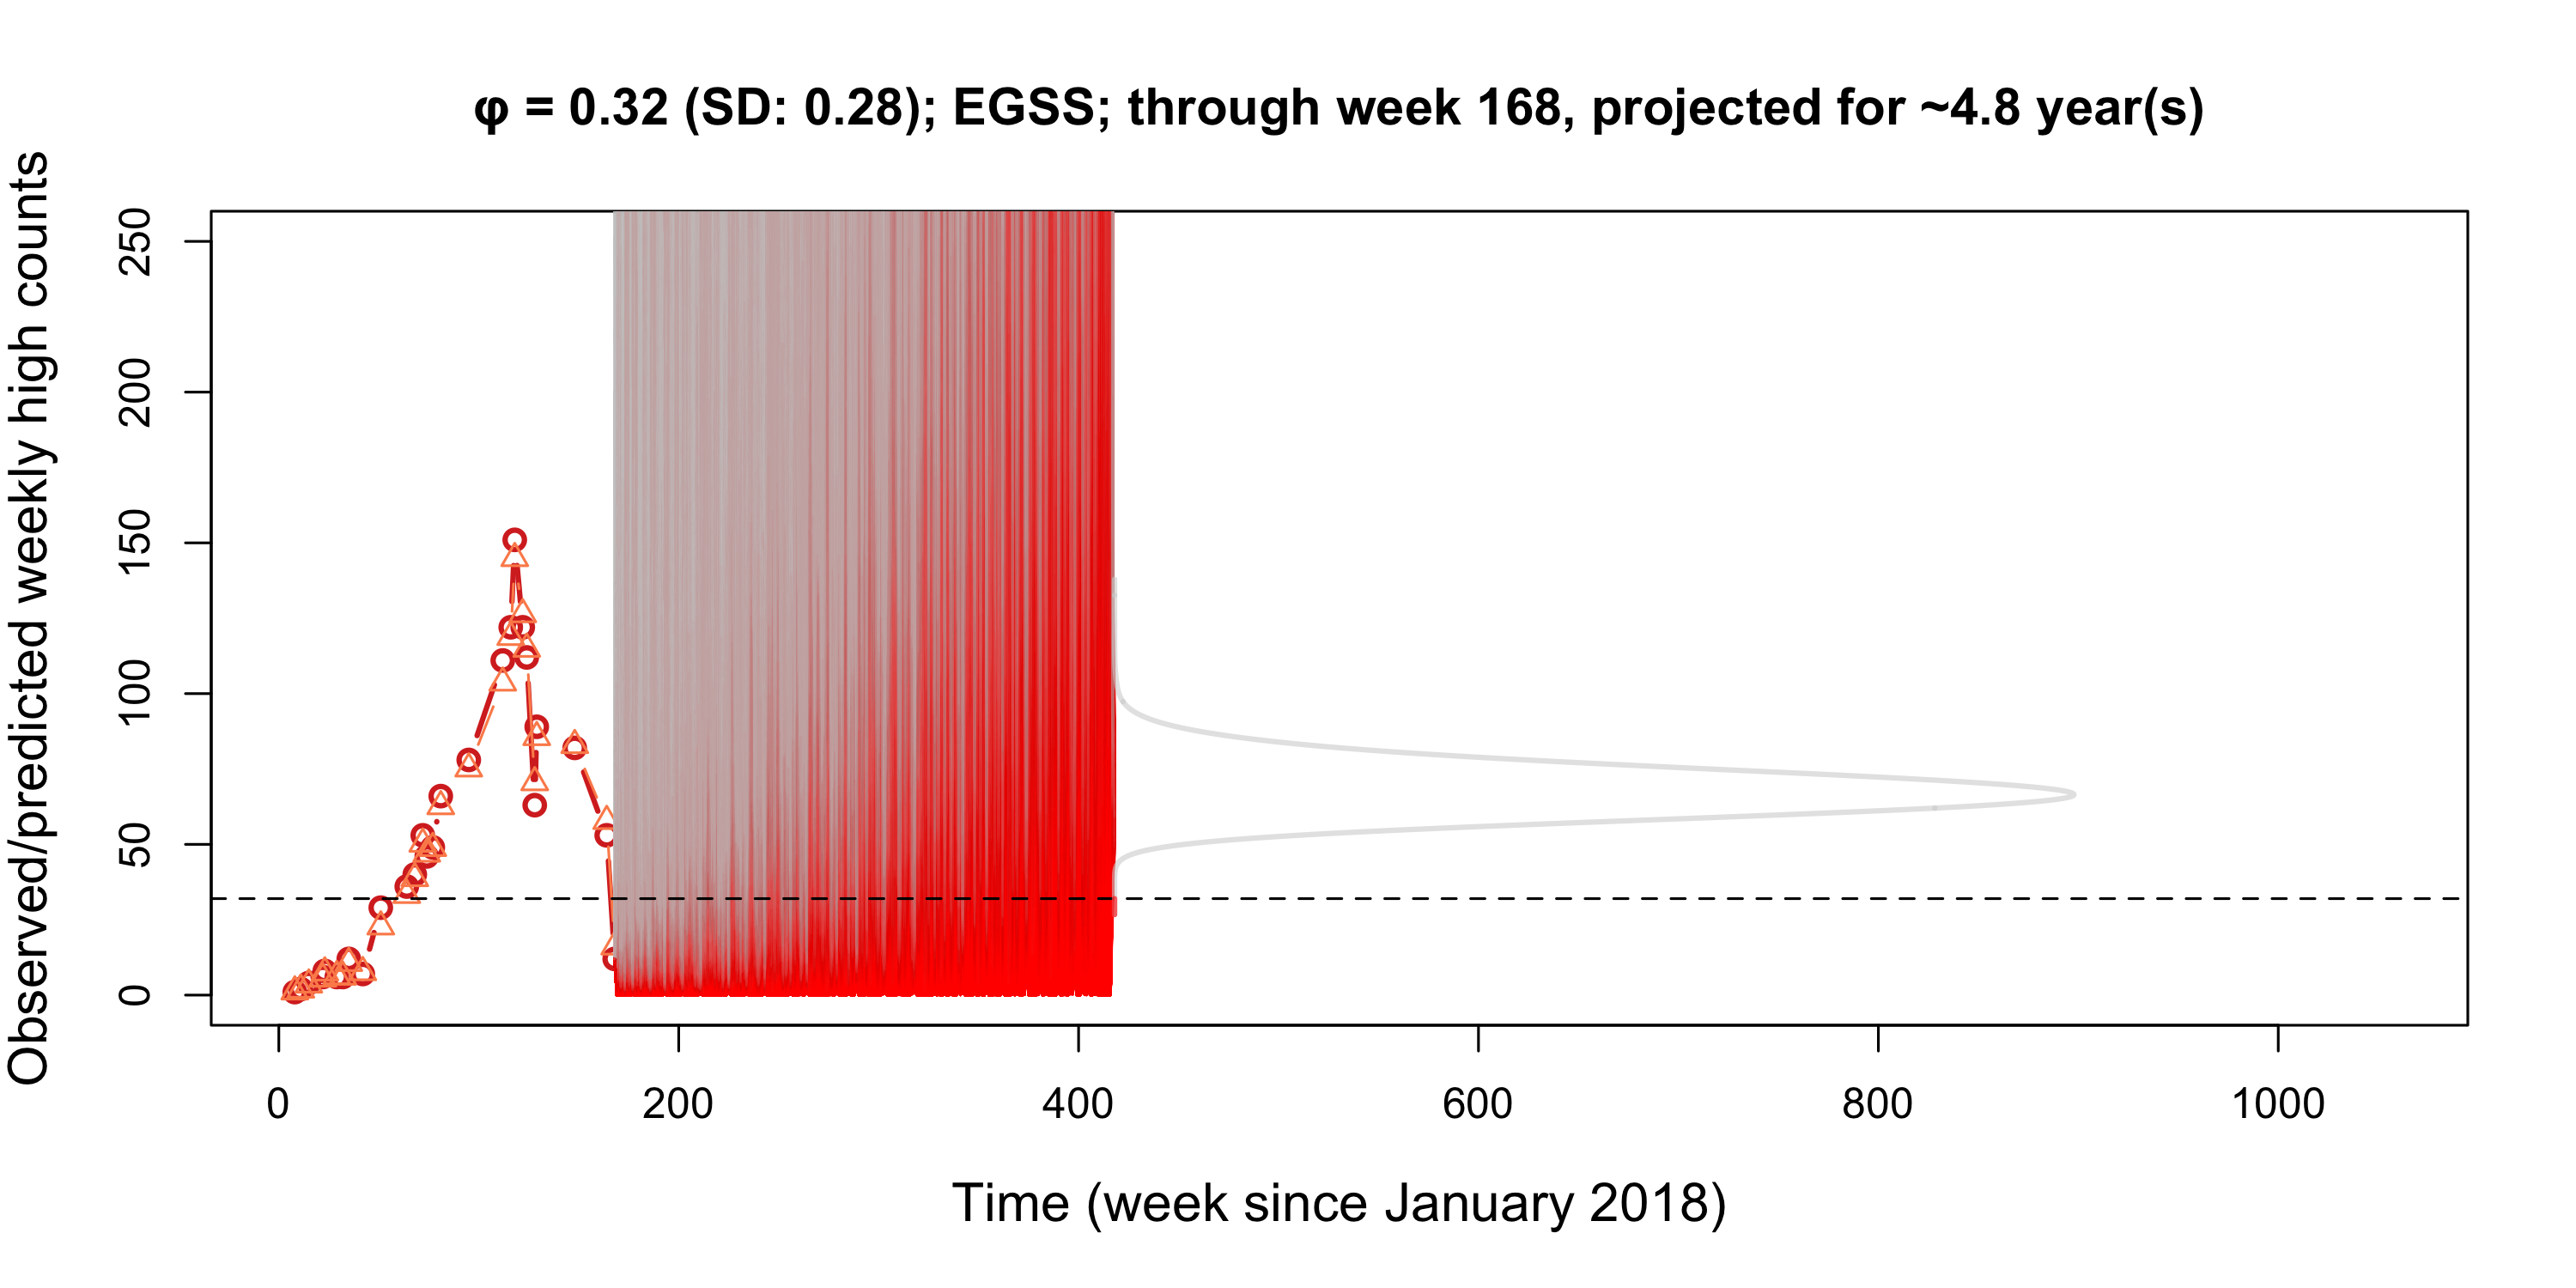 φ = 0.32 (SD: 0.28); EGSS; through week 168, projected for ~4.8 year(s)
Observed/predicted weekly high counts
250
200
150
100
50
0
0 200 400 600 800 1000
Time (week since January 2018)